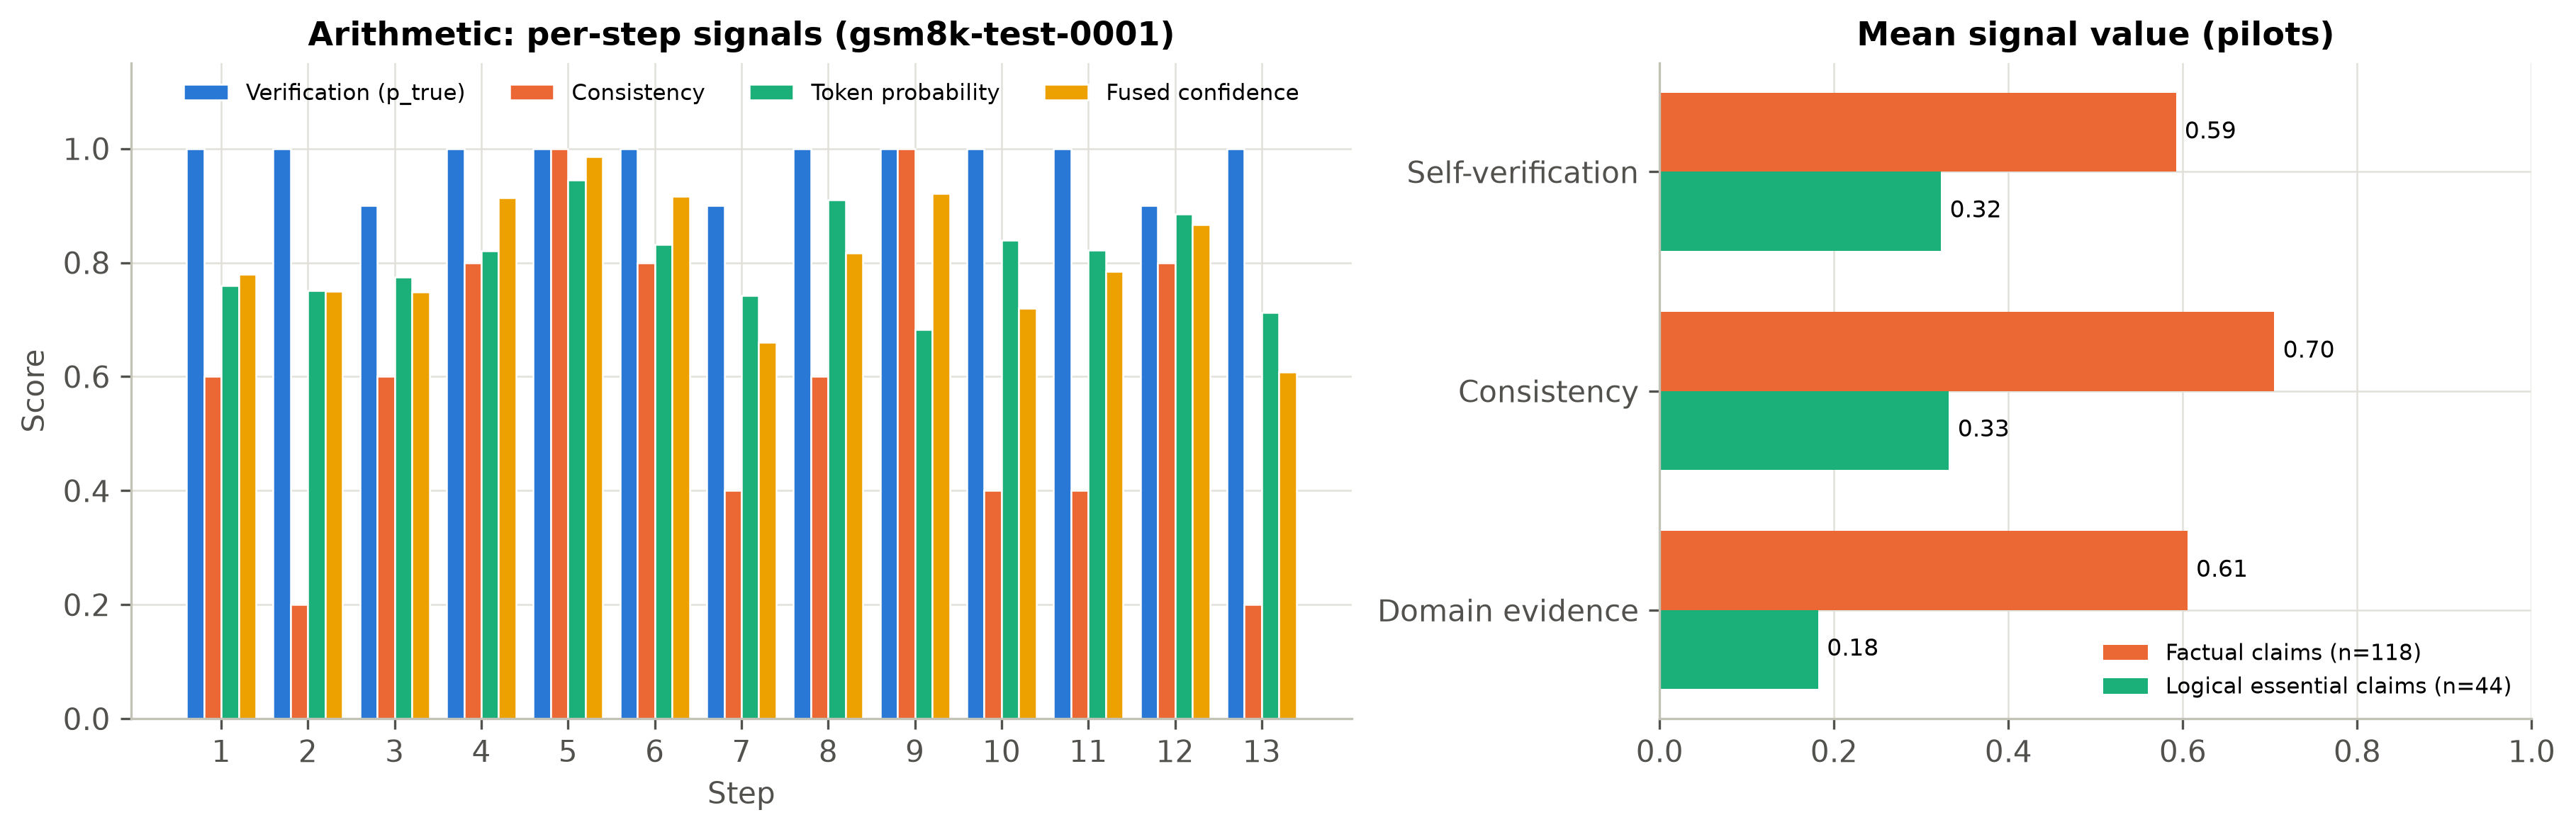 Arithmetic: per-step signals (gsm8k-test-0001)
Verification (p_true) Consistency Token probability Fused confidence
1.0
0.8
0.6
0.4
0.2
0.0
Score
1 2 3 4 5 6 7 8 9 10 11 12 13
Step
Mean signal value (pilots)
Self-verification
0.59
0.32
Consistency
0.70
0.33
Domain evidence
0.61
0.18
Factual claims (n=118)
Logical essential claims (n=44)
0.0 0.2 0.4 0.6 0.8 1.0